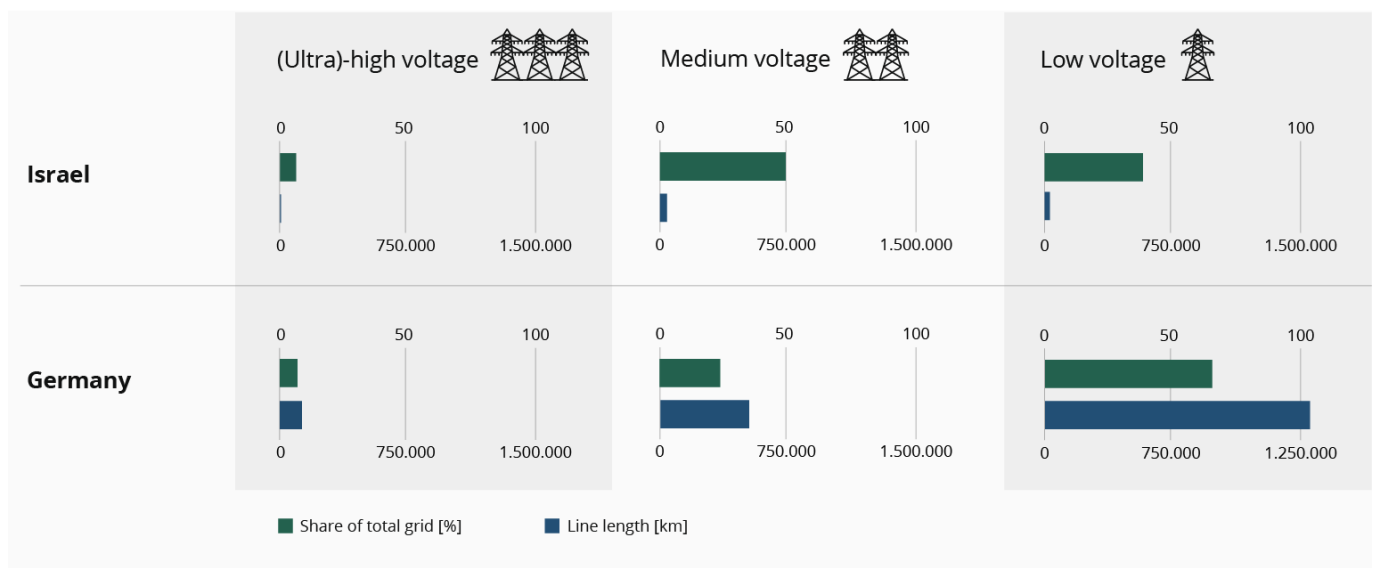 (Ultra)-high voltage
Medium voltage
Low voltage
Israel
0 50 100
0 750.000 1.500.000
0 50 100
0 750.000 1.500.000
0 50 100
0 750.000 1.500.000
Germany
0 50 100
0 750.000 1.500.000
0 50 100
0 750.000 1.500.000
0 50 100
0 750.000 1.250.000
Share of total grid [%]
Line length [km]